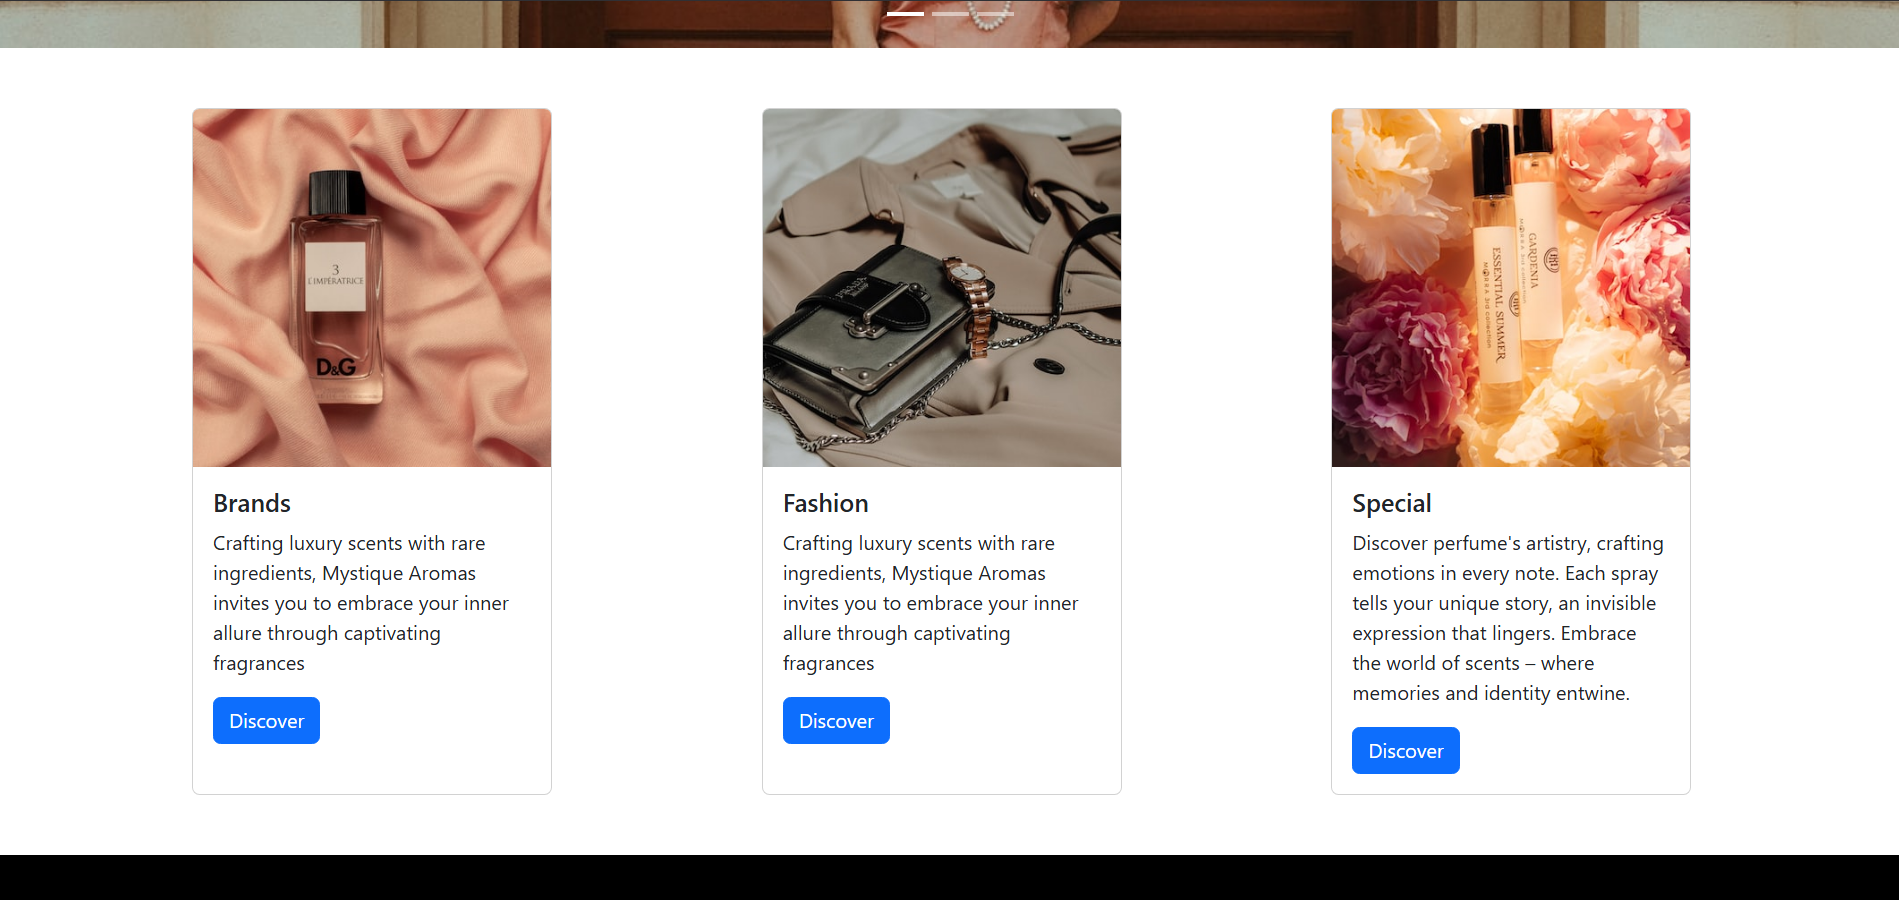 3
L'IMPÉRATRICE
D&G
PRADA
GARDENIA
ESSENTIAL SUMMER
MORRA 3rd collection
Brands
Crafting luxury scents with rare
ingredients, Mystique Aromas
invites you to embrace your inner
allure through captivating
fragrances
Discover
Fashion
Crafting luxury scents with rare
ingredients, Mystique Aromas
invites you to embrace your inner
allure through captivating
fragrances
Discover
Special
Discover perfume's artistry, crafting
emotions in every note. Each spray
tells your unique story, an invisible
expression that lingers. Embrace
the world of scents – where
memories and identity entwine.
Discover